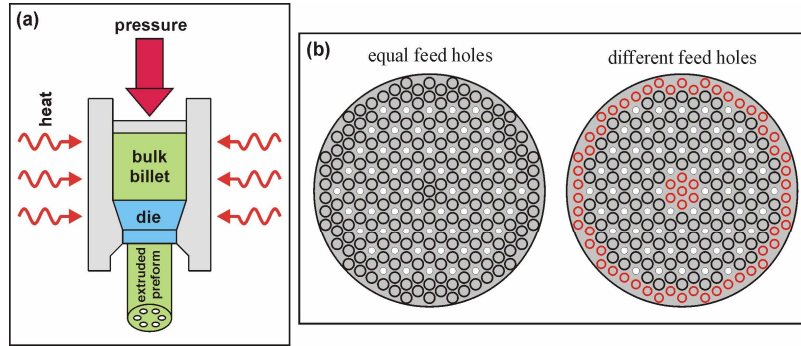 (a)
pressure
heat
bulk
billet
die
extruded
preform
(b)
equal feed holes
different feed holes